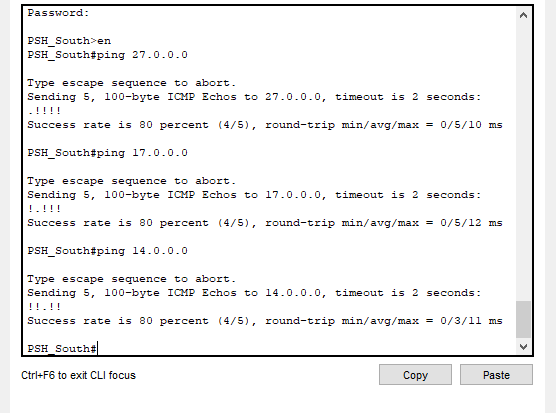 Password:
PSH_South>en
PSH_South#ping 27.0.0.0
Type escape sequence to abort.
Sending 5, 100-byte ICMP Echos to 27.0.0.0, timeout is 2 seconds:
.!!!!
Success rate is 80 percent (4/5), round-trip min/avg/max = 0/5/10 ms
PSH_South#ping 17.0.0.0
Type escape sequence to abort.
Sending 5, 100-byte ICMP Echos to 17.0.0.0, timeout is 2 seconds:
!.!!!
Success rate is 80 percent (4/5), round-trip min/avg/max = 0/5/12 ms
PSH_South#ping 14.0.0.0
Type escape sequence to abort.
Sending 5, 100-byte ICMP Echos to 14.0.0.0, timeout is 2 seconds:
!!.!!
Success rate is 80 percent (4/5), round-trip min/avg/max = 0/3/11 ms
PSH_South#
Ctrl+F6 to exit CLI focus
Copy
Paste